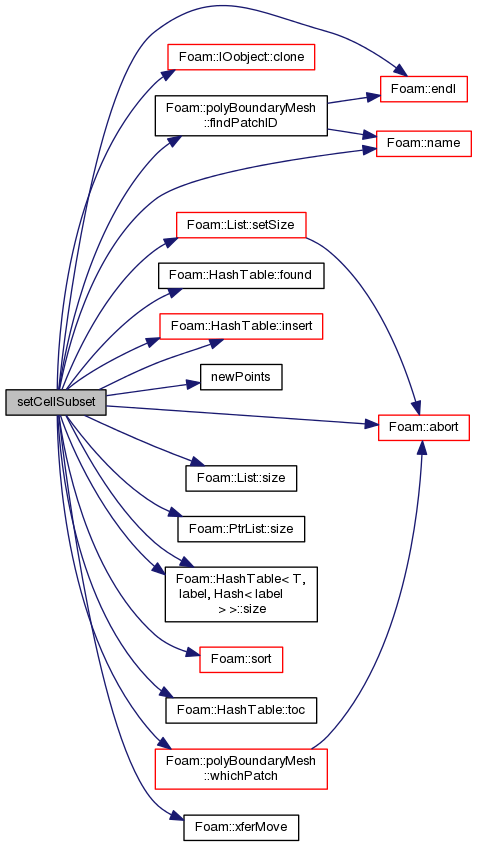 Foam::IOobject::clone
Foam::endl
Foam::polyBoundaryMesh
::findPatchID
Foam::name
Foam::List::setSize
Foam::HashTable::found
Foam::HashTable::insert
newPoints
setCellSubset
Foam::abort
Foam::List::size
Foam::PtrList::size
Foam::HashTable< T,
label, Hash< label
> >::size
Foam::sort
Foam::HashTable::toc
Foam::polyBoundaryMesh
::whichPatch
Foam::xferMove